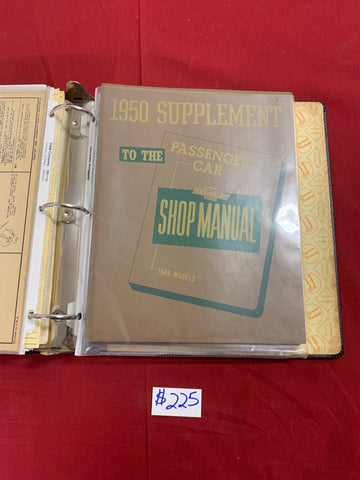 1950 SUPPLEMENT
TO THE
PASSENGER
CAR
SHOP MANUAL
1949 MODELS
$225